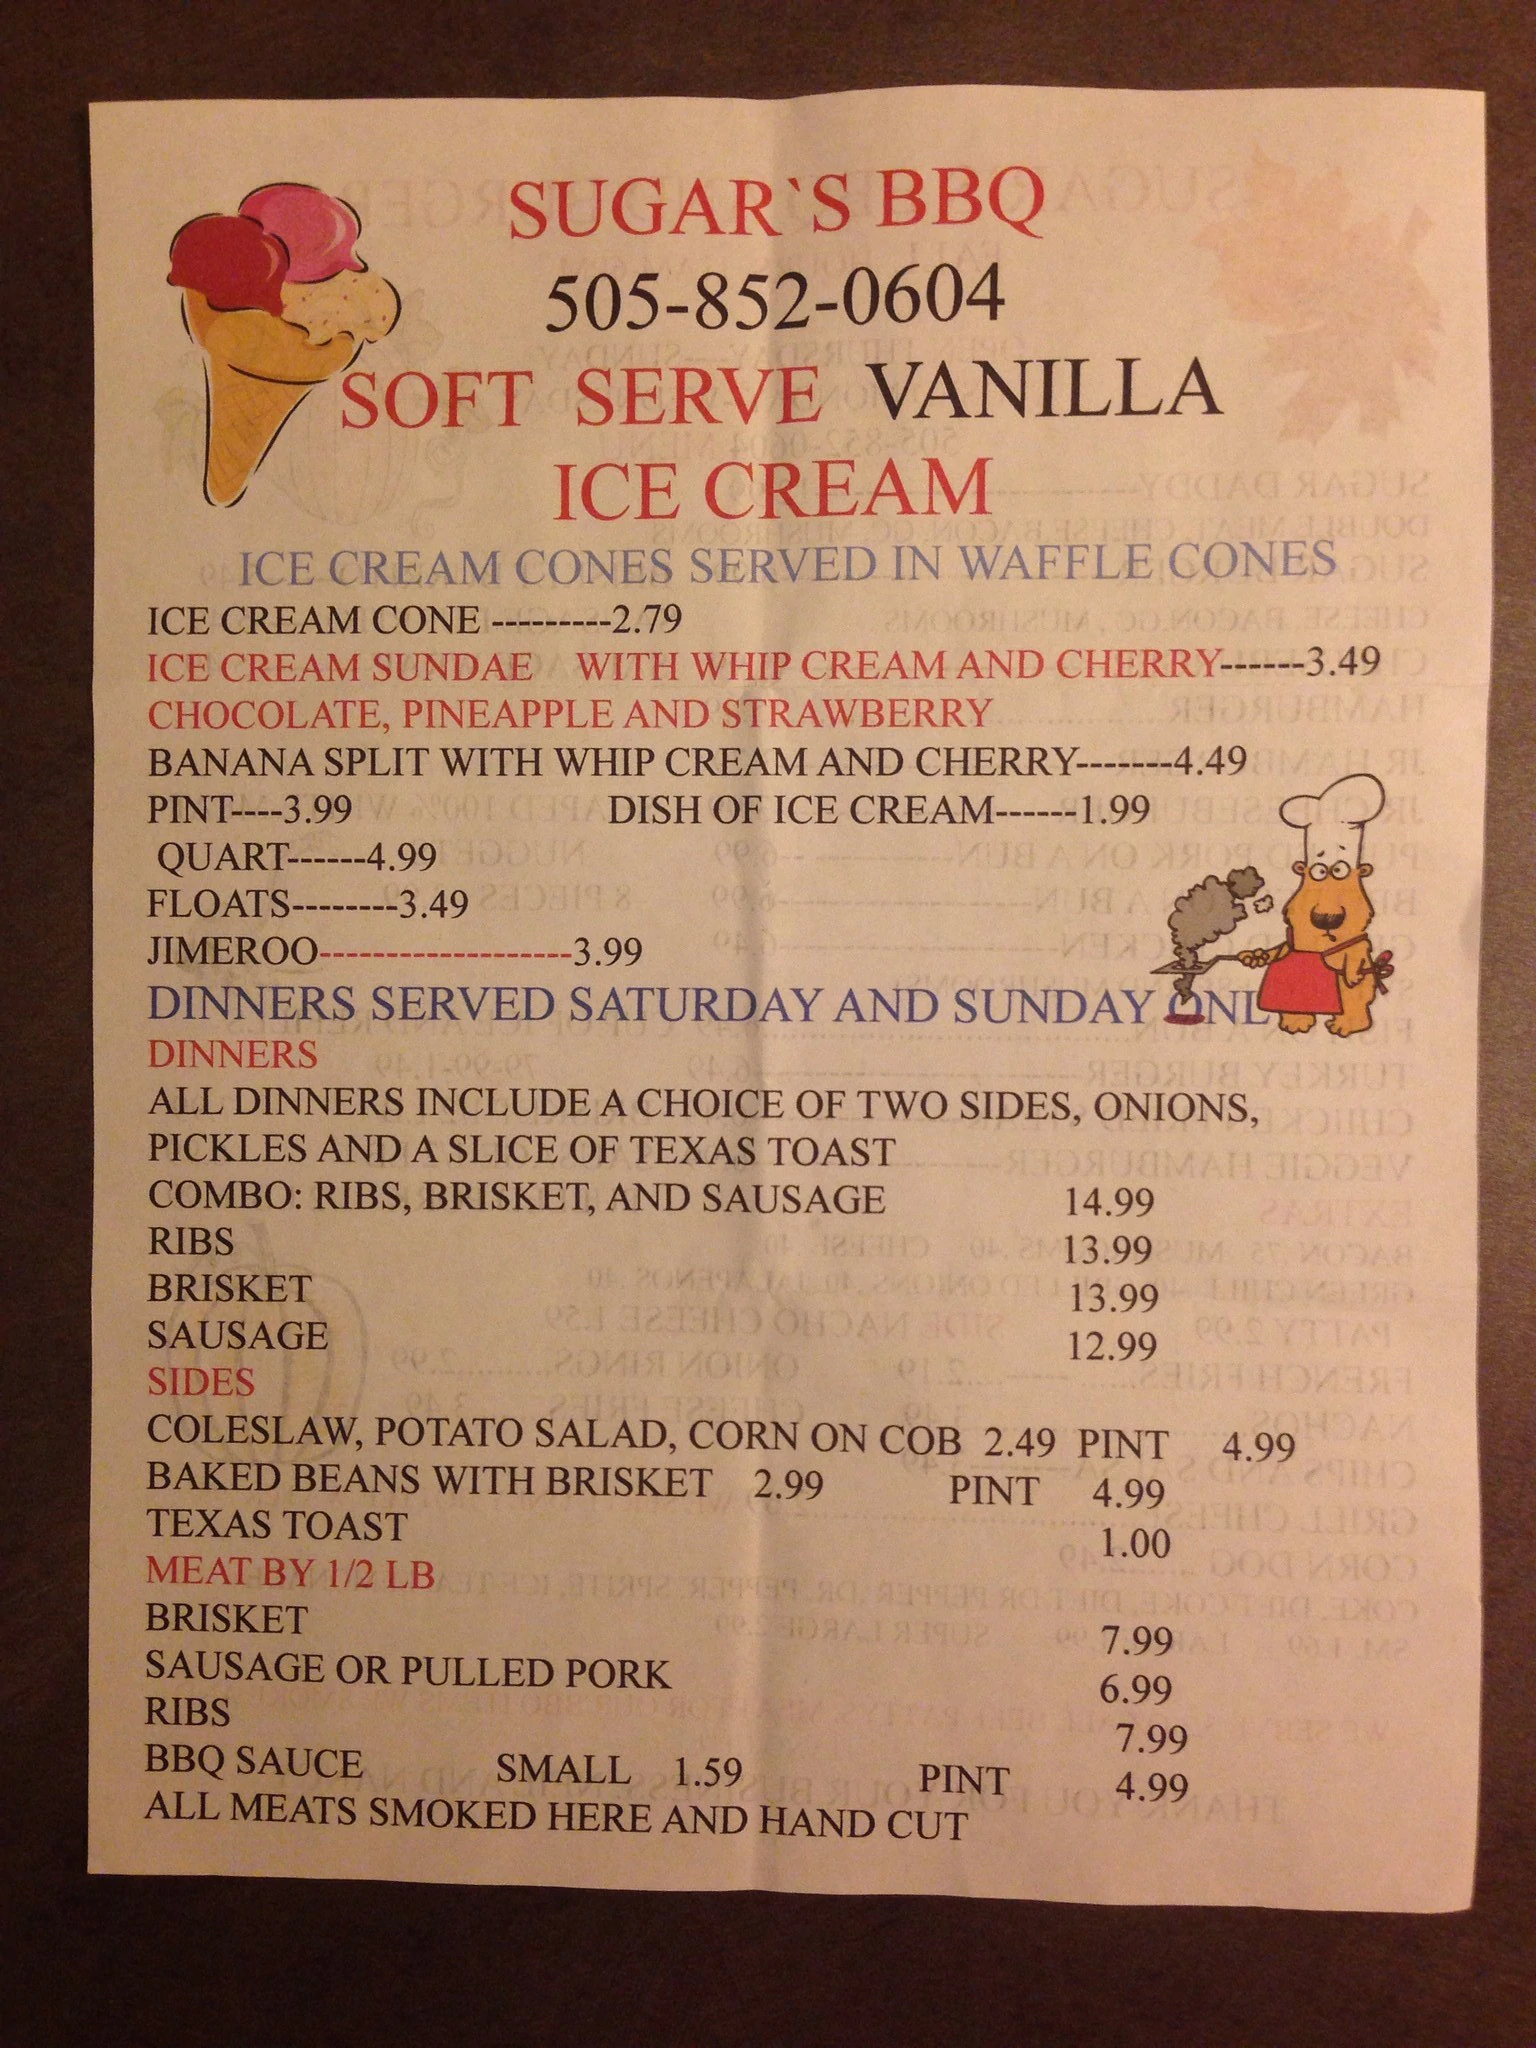 SUGAR`S BBQ
505-852-0604
SOFT SERVE VANILLA
ICE CREAM
ICE CREAM CONES SERVED IN WAFFLE CONES
ICE CREAM CONE ---------2.79
ICE CREAM SUNDAE WITH WHIP CREAM AND CHERRY------3.49
CHOCOLATE, PINEAPPLE AND STRAWBERRY
BANANA SPLIT WITH WHIP CREAM AND CHERRY-------4.49
PINT----3.99 DISH OF ICE CREAM------1.99
QUART------4.99
FLOATS--------3.49
JIMEROO-------------------3.99
DINNERS SERVED SATURDAY AND SUNDAY ONL
DINNERS
ALL DINNERS INCLUDE A CHOICE OF TWO SIDES, ONIONS,
PICKLES AND A SLICE OF TEXAS TOAST
COMBO: RIBS, BRISKET, AND SAUSAGE 14.99
RIBS 13.99
BRISKET 13.99
SAUSAGE 12.99
SIDES
COLESLAW, POTATO SALAD, CORN ON COB 2.49 PINT 4.99
BAKED BEANS WITH BRISKET 2.99 PINT 4.99
TEXAS TOAST 1.00
MEAT BY 1/2 LB
BRISKET 7.99
SAUSAGE OR PULLED PORK 6.99
RIBS 7.99
BBQ SAUCE SMALL 1.59 PINT 4.99
ALL MEATS SMOKED HERE AND HAND CUT